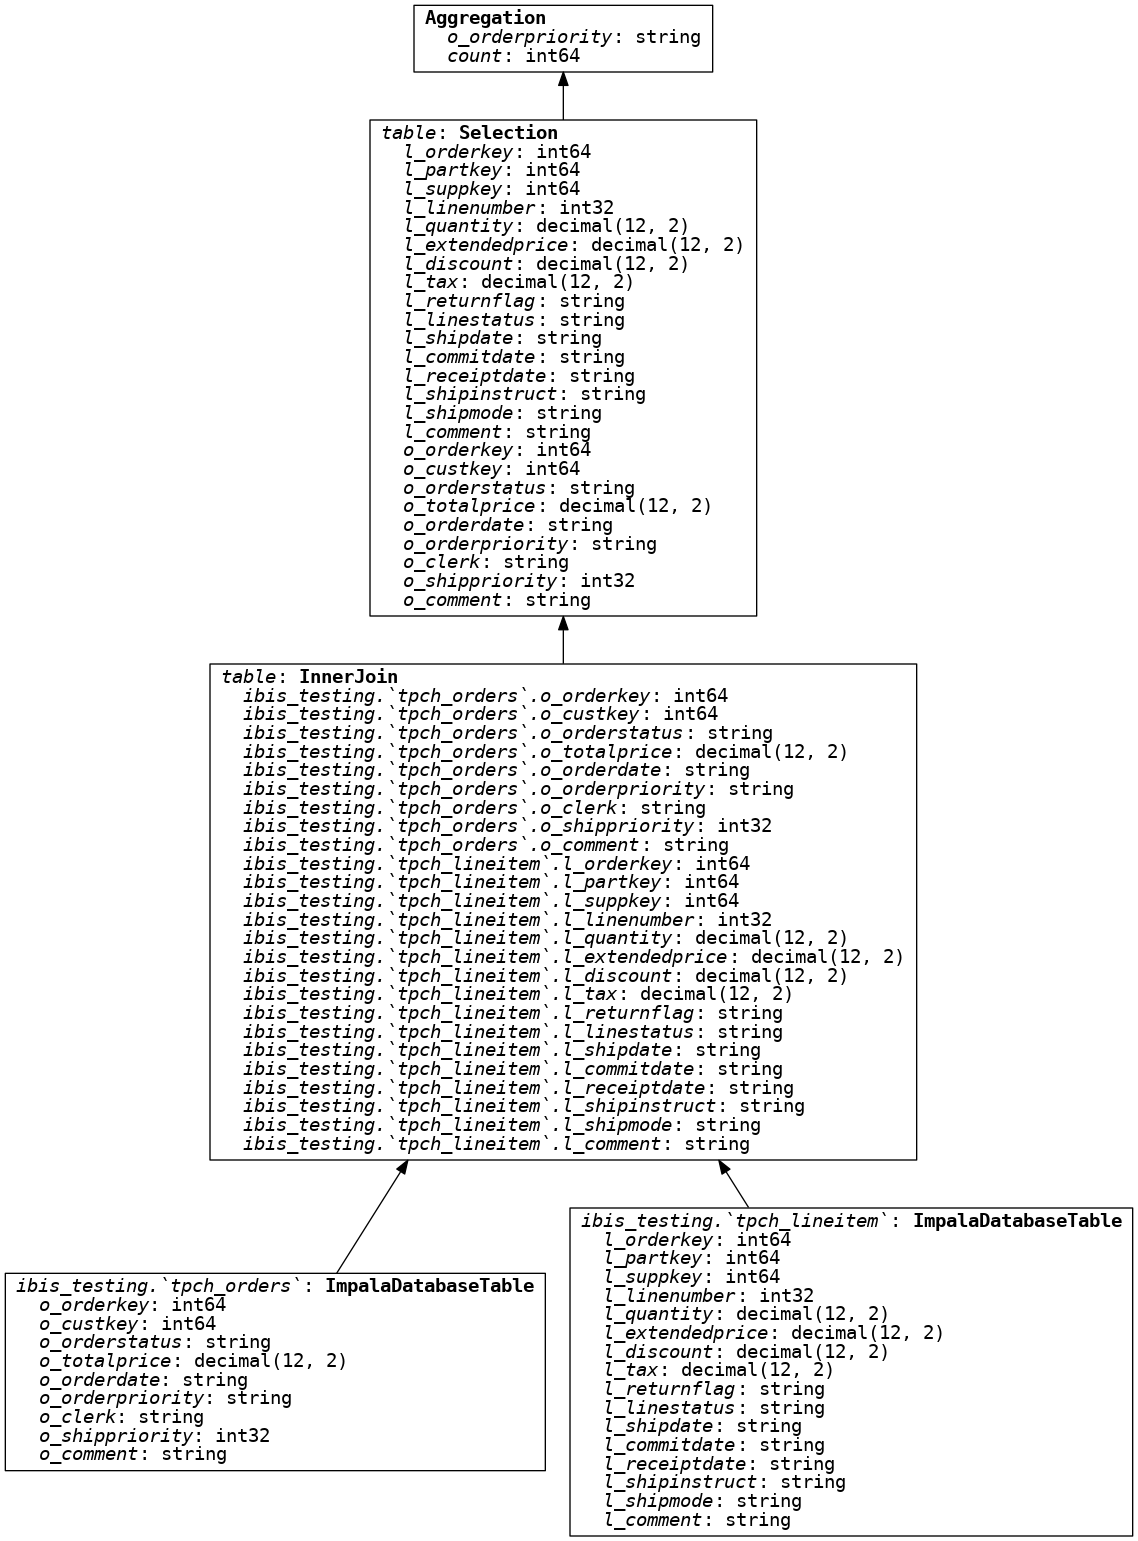 Aggregation
o_orderpriority: string
count: int64
table: Selection
l_orderkey: int64
l_partkey: int64
l_suppkey: int64
l_linenumber: int32
l_quantity: decimal(12, 2)
l_extendedprice: decimal(12, 2)
l_discount: decimal(12, 2)
l_tax: decimal(12, 2)
l_returnflag: string
l_linestatus: string
l_shipdate: string
l_commitdate: string
l_receiptdate: string
l_shipinstruct: string
l_shipmode: string
l_comment: string
o_orderkey: int64
o_custkey: int64
o_orderstatus: string
o_totalprice: decimal(12, 2)
o_orderdate: string
o_orderpriority: string
o_clerk: string
o_shippriority: int32
o_comment: string
table: InnerJoin
ibis_testing.`tpch_orders`.o_orderkey: int64
ibis_testing.`tpch_orders`.o_custkey: int64
ibis_testing.`tpch_orders`.o_orderstatus: string
ibis_testing.`tpch_orders`.o_totalprice: decimal(12, 2)
ibis_testing.`tpch_orders`.o_orderdate: string
ibis_testing.`tpch_orders`.o_orderpriority: string
ibis_testing.`tpch_orders`.o_clerk: string
ibis_testing.`tpch_orders`.o_shippriority: int32
ibis_testing.`tpch_orders`.o_comment: string
ibis_testing.`tpch_lineitem`.l_orderkey: int64
ibis_testing.`tpch_lineitem`.l_partkey: int64
ibis_testing.`tpch_lineitem`.l_suppkey: int64
ibis_testing.`tpch_lineitem`.l_linenumber: int32
ibis_testing.`tpch_lineitem`.l_quantity: decimal(12, 2)
ibis_testing.`tpch_lineitem`.l_extendedprice: decimal(12, 2)
ibis_testing.`tpch_lineitem`.l_discount: decimal(12, 2)
ibis_testing.`tpch_lineitem`.l_tax: decimal(12, 2)
ibis_testing.`tpch_lineitem`.l_returnflag: string
ibis_testing.`tpch_lineitem`.l_linestatus: string
ibis_testing.`tpch_lineitem`.l_shipdate: string
ibis_testing.`tpch_lineitem`.l_commitdate: string
ibis_testing.`tpch_lineitem`.l_receiptdate: string
ibis_testing.`tpch_lineitem`.l_shipinstruct: string
ibis_testing.`tpch_lineitem`.l_shipmode: string
ibis_testing.`tpch_lineitem`.l_comment: string
ibis_testing.`tpch_orders`: ImpalaDatabaseTable
o_orderkey: int64
o_custkey: int64
o_orderstatus: string
o_totalprice: decimal(12, 2)
o_orderdate: string
o_orderpriority: string
o_clerk: string
o_shippriority: int32
o_comment: string
ibis_testing.`tpch_lineitem`: ImpalaDatabaseTable
l_orderkey: int64
l_partkey: int64
l_suppkey: int64
l_linenumber: int32
l_quantity: decimal(12, 2)
l_extendedprice: decimal(12, 2)
l_discount: decimal(12, 2)
l_tax: decimal(12, 2)
l_returnflag: string
l_linestatus: string
l_shipdate: string
l_commitdate: string
l_receiptdate: string
l_shipinstruct: string
l_shipmode: string
l_comment: string